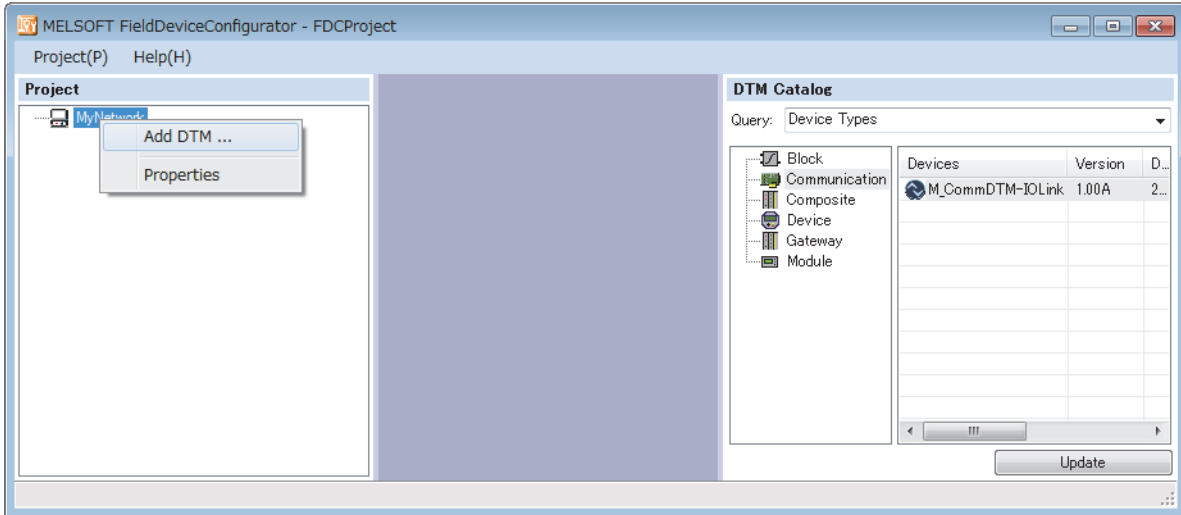 MELSOFT FieldDeviceConfigurator - FDCProject
Project(P) Help(H)
Project
MyNetwork
Add DTM ...
Properties
DTM Catalog
Query: Device Types
Block
Communication
Composite
Device
Gateway
Module
Devices Version D...
M_CommDTM-IOLink 1.00A 2...
Update